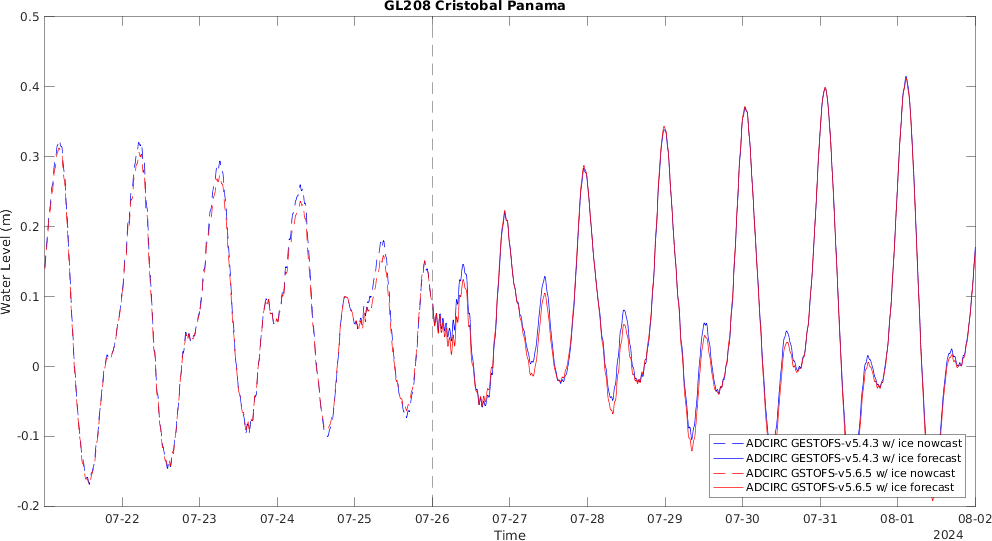 GL208 Cristobal Panama
Water Level (m)
0.5
0.4
0.3
0.2
0.1
0
-0.1
-0.2
ADCIRC GESTOFS-v5.4.3 w/ ice nowcast
ADCIRC GESTOFS-v5.4.3 w/ ice forecast
ADCIRC GSTOFS-v5.6.5 w/ ice nowcast
ADCIRC GSTOFS-v5.6.5 w/ ice forecast
07-22 07-23 07-24 07-25 07-26 07-27 07-28 07-29 07-30 07-31 08-01 08-02
Time
2024